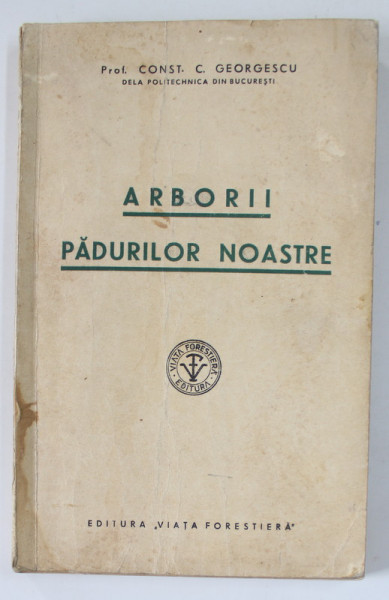 Prof. CONST. C. GEORGESCU
DELA POLITECHNICA DIN BUCUREȘTI
ARBORII
PĂDURILOR NOASTRE
VIAȚA FORESTIERĂ
EDITURA
EDITURA „VIAȚA FORESTIERĂ"